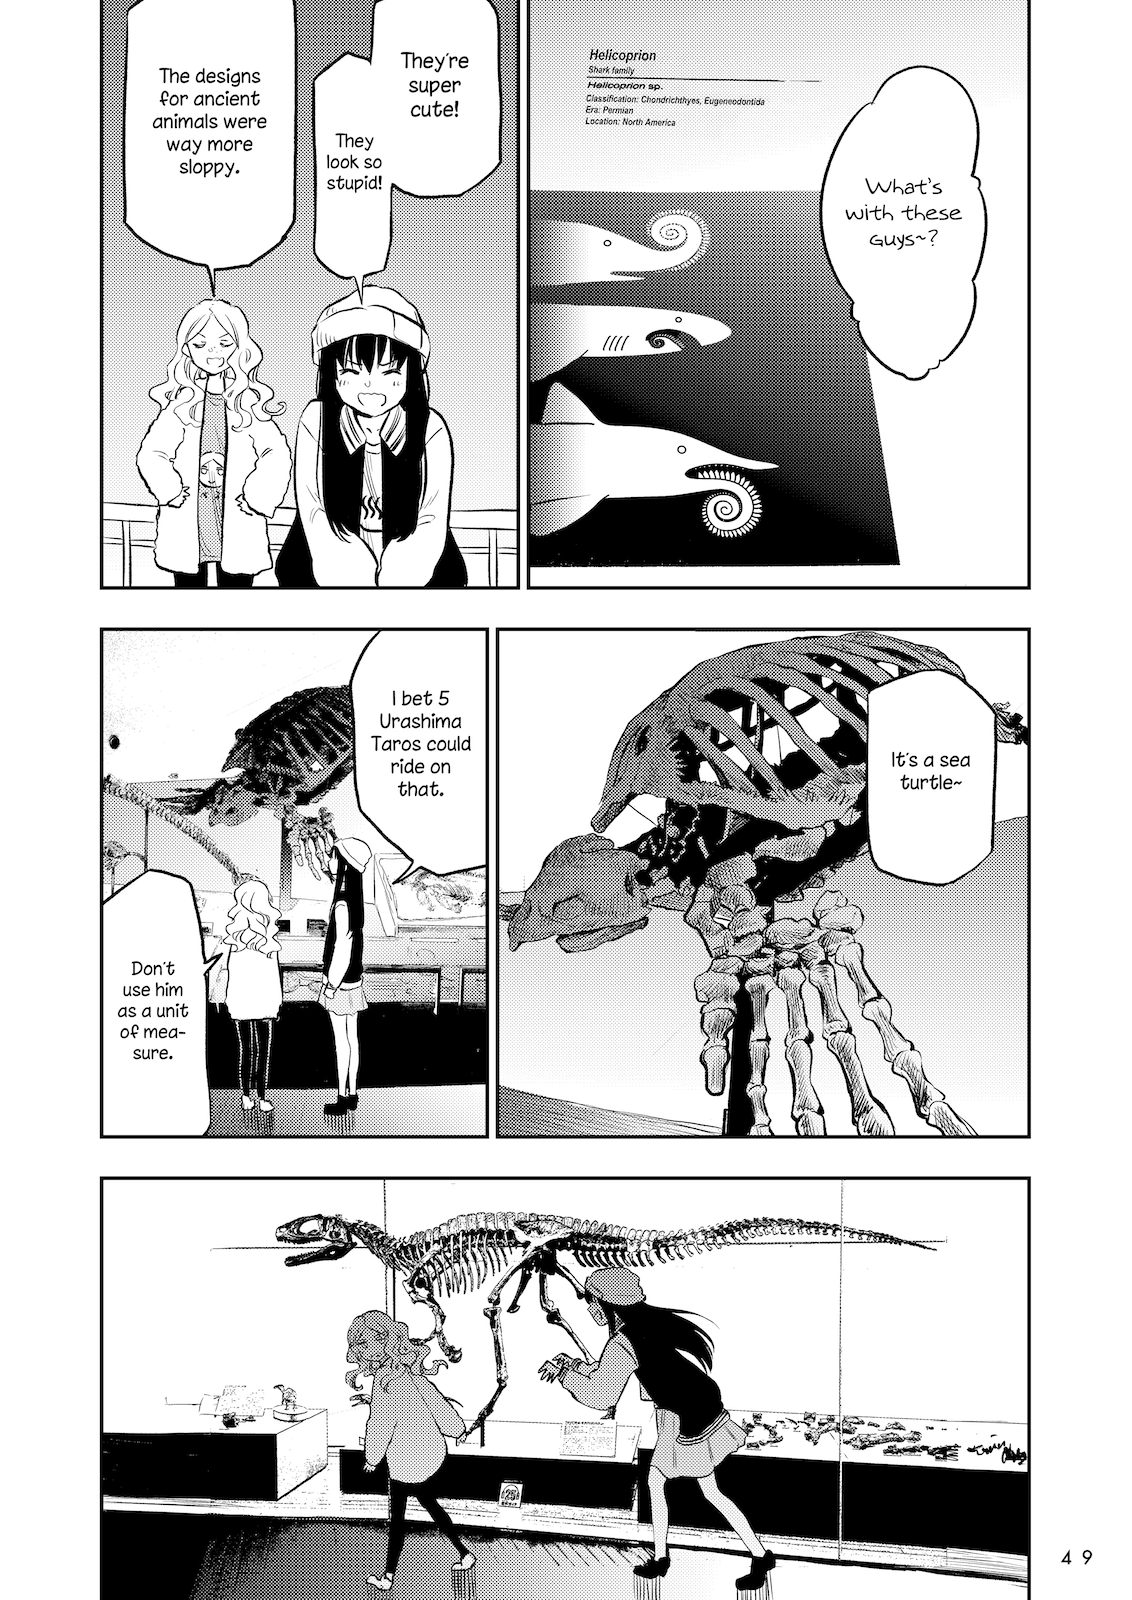 Helicoprion
Shark family
Helicoprion sp.
Classification: Chondrichthyes, Eugeneodontida
Era: Permian
Location: North America
What's
with these
Guys~?
They're
super
cute!
They
look so
stupid!
The designs
for ancient
animals were
way more
sloppy.
It's a sea
turtle~
I bet 5
Urashima
Taros could
ride on
that.
Don't
use him
as a unit
of mea-
sure.
25
49